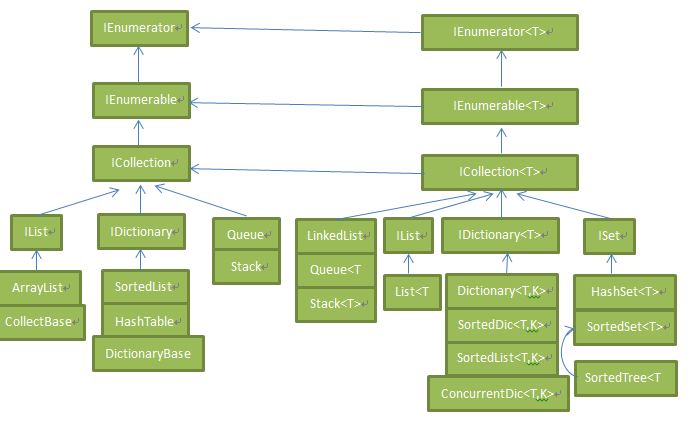 IEnumerator
IEnumerator<T>
IEnumerable
IEnumerable<T>
ICollection
ICollection<T>
IList
IDictionary
Queue
Stack
LinkedList
Queue<T
Stack<T>
IList
IDictionary<T>
ISet
ArrayList
CollectBase
SortedList
HashTable
DictionaryBase
List<T
Dictionary<T,K>
SortedDic<T,K>
SortedList<T,K>
ConcurrentDic<T,K>
HashSet<T>
SortedSet<T>
SortedTree<T